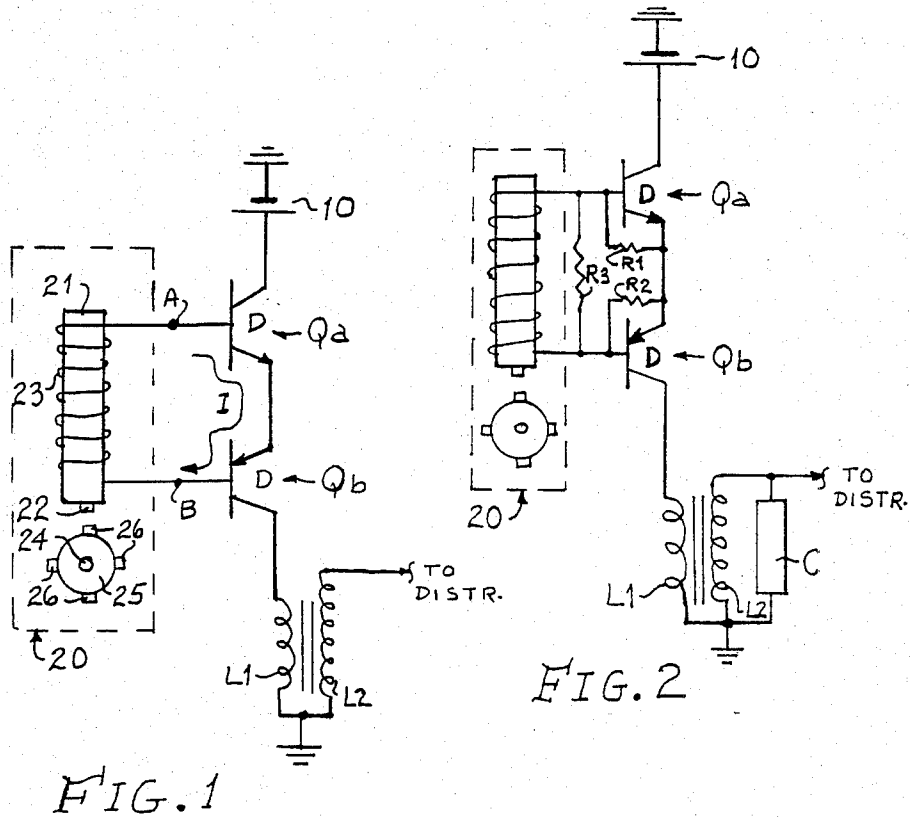 10
21
A
D
Qa
23
I
D
Qb
B
22
24
26
26
26
25
20
L1
L2
TO
DISTR.
FIG.1
10
D
Qa
R1
R3
R2
D
Qb
20
TO
DISTR.
C
L1
L2
FIG.2